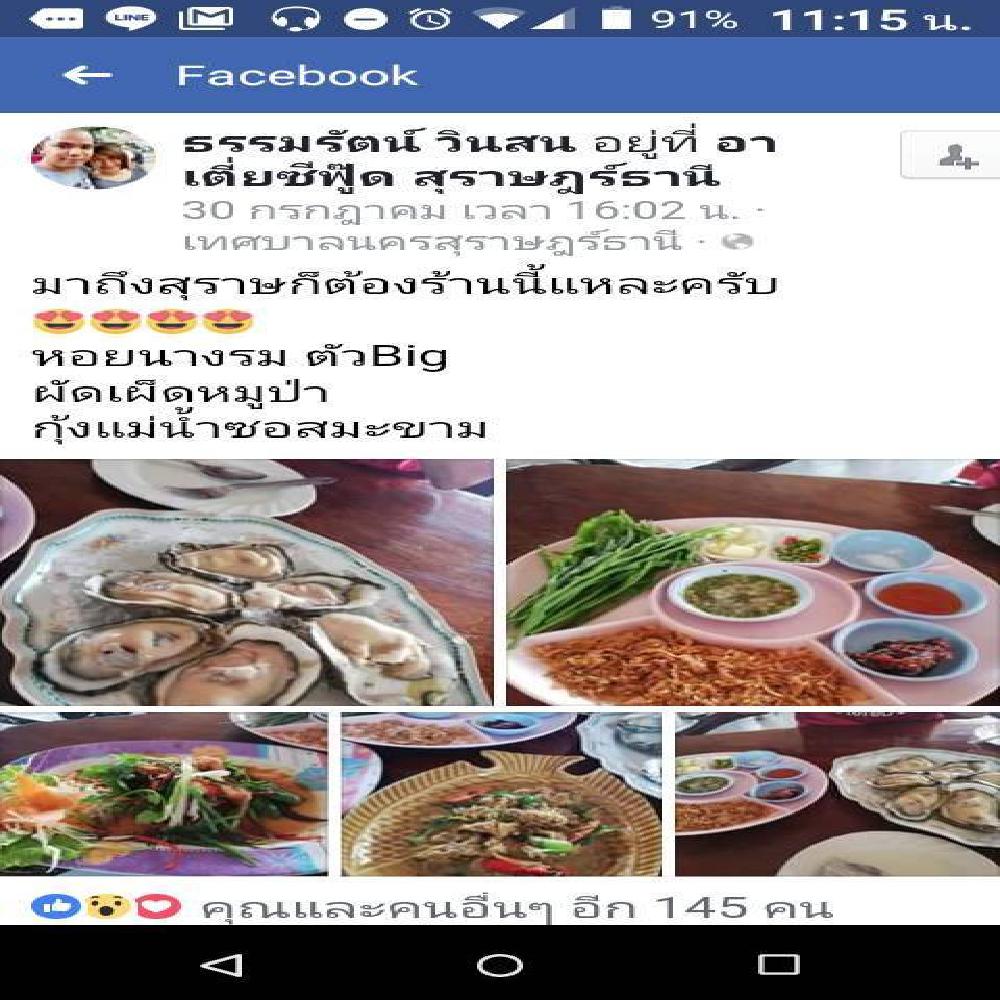 LINE 91% 11:15 น.
Facebook
ธรรมรัตน์ วินสน อยู่ที่ อา
เตี่ยซีฟู๊ด สุราษฎร์ธานี
30 กรกฎาคม เวลา 16:02 น. ·
เทศบาลนครสุราษฎร์ธานี ·
มาถึงสุราษก็ต้องร้านนี้แหละครับ
😍😍😍😍
หอยนางรม ตัวBig
ผัดเผ็ดหมูป่า
กุ้งแม่น้ำซอสมะขาม
คุณและคนอื่นๆ อีก 145 คน